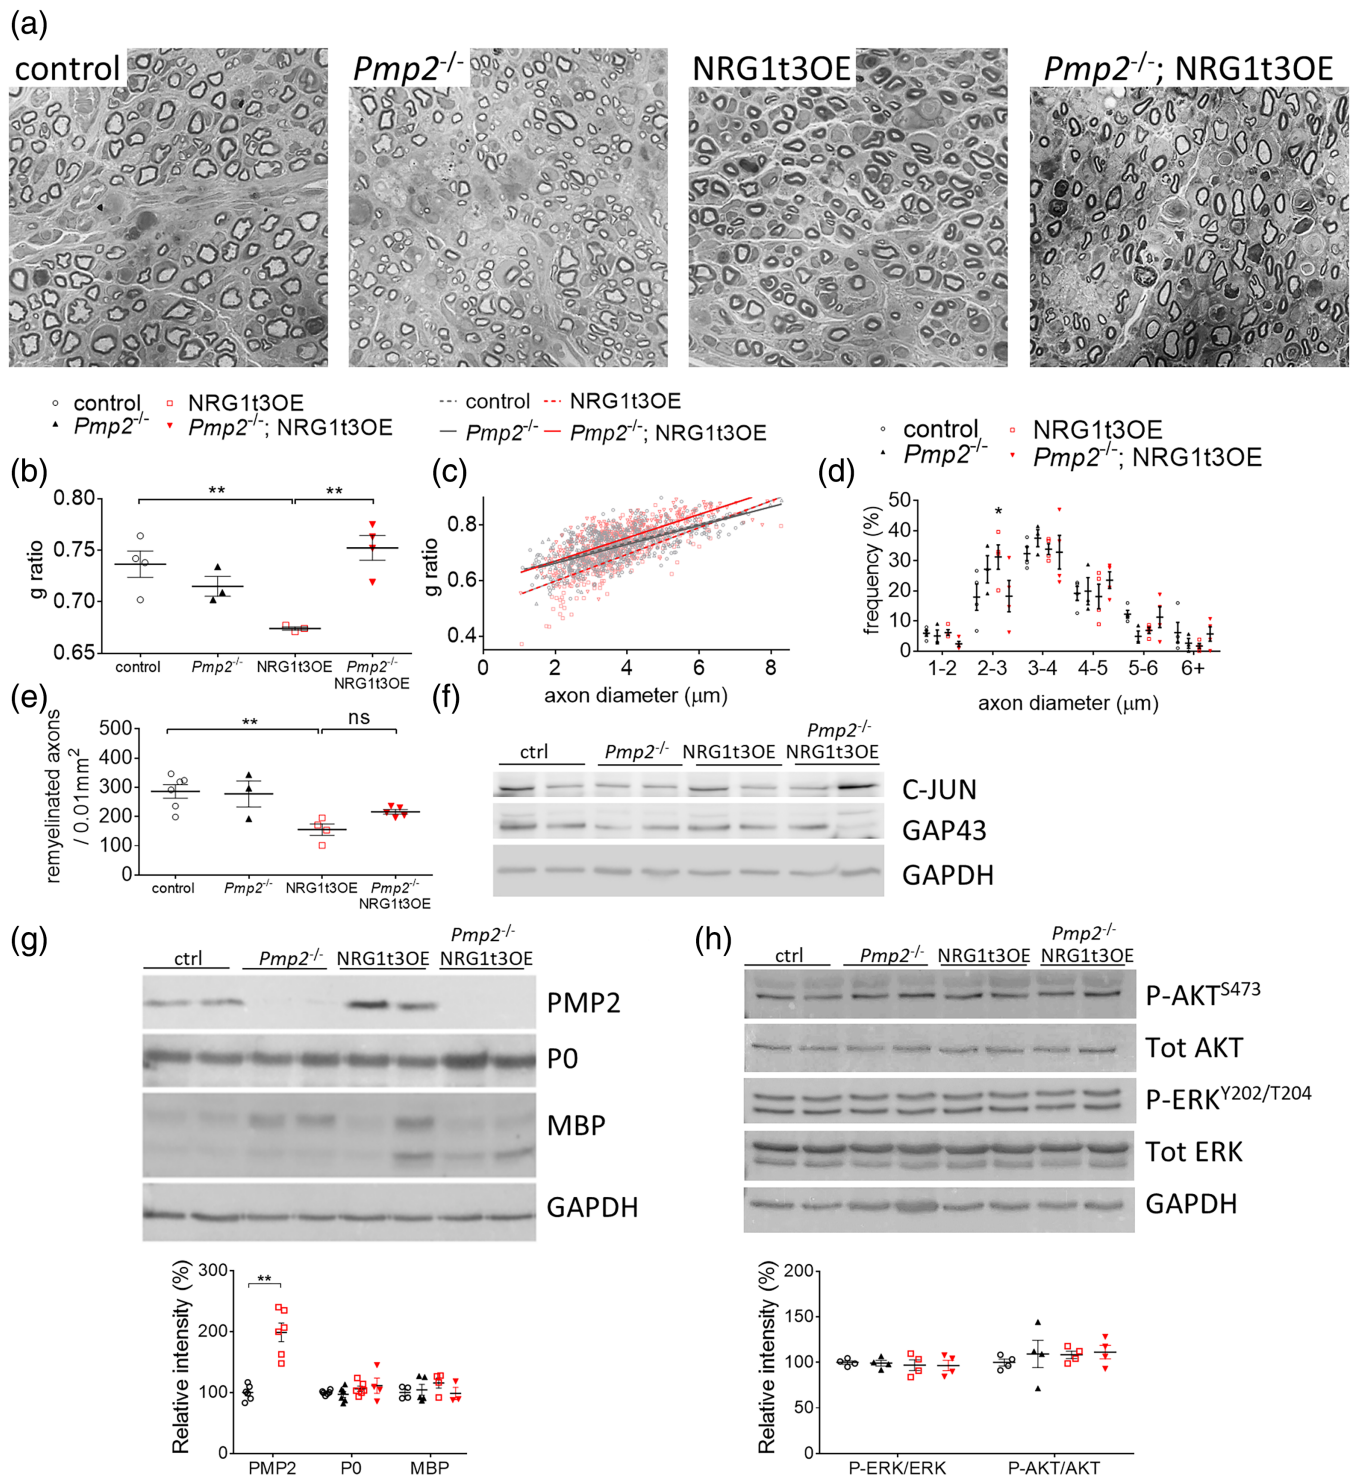 (a)
control
Pmp2-/-
NRG1t3OE
Pmp2-/-; NRG1t3OE
control
NRG1t3OE
Pmp2-/-
Pmp2-/-; NRG1t3OE
control
NRG1t3OE
Pmp2-/-
Pmp2-/-; NRG1t3OE
control
NRG1t3OE
Pmp2-/-
Pmp2-/-; NRG1t3OE
(b)
g ratio
0.80
0.75
0.70
0.65
**
**
control
Pmp2-/-
NRG1t3OE
Pmp2-/-
NRG1t3OE
(c)
g ratio
0.8
0.6
0.4
0
2
4
6
8
axon diameter (μm)
(d)
frequency (%)
50
40
30
20
10
0
*
1-2
2-3
3-4
4-5
5-6
6+
axon diameter (μm)
(e)
remyelinated axons
/ 0.01mm2
500
400
300
200
100
0
**
ns
control
Pmp2-/-
NRG1t3OE
Pmp2-/-
NRG1t3OE
(f)
ctrl
Pmp2-/-
NRG1t3OE
Pmp2-/-
NRG1t3OE
C-JUN
GAP43
GAPDH
(g)
ctrl
Pmp2-/-
NRG1t3OE
Pmp2-/-
NRG1t3OE
PMP2
P0
MBP
GAPDH
Relative intensity (%)
300
200
100
0
**
PMP2
P0
MBP
(h)
ctrl
Pmp2-/-
NRG1t3OE
Pmp2-/-
NRG1t3OE
P-AKTS473
Tot AKT
P-ERKY202/T204
Tot ERK
GAPDH
Relative intensity (%)
200
150
100
50
0
P-ERK/ERK
P-AKT/AKT